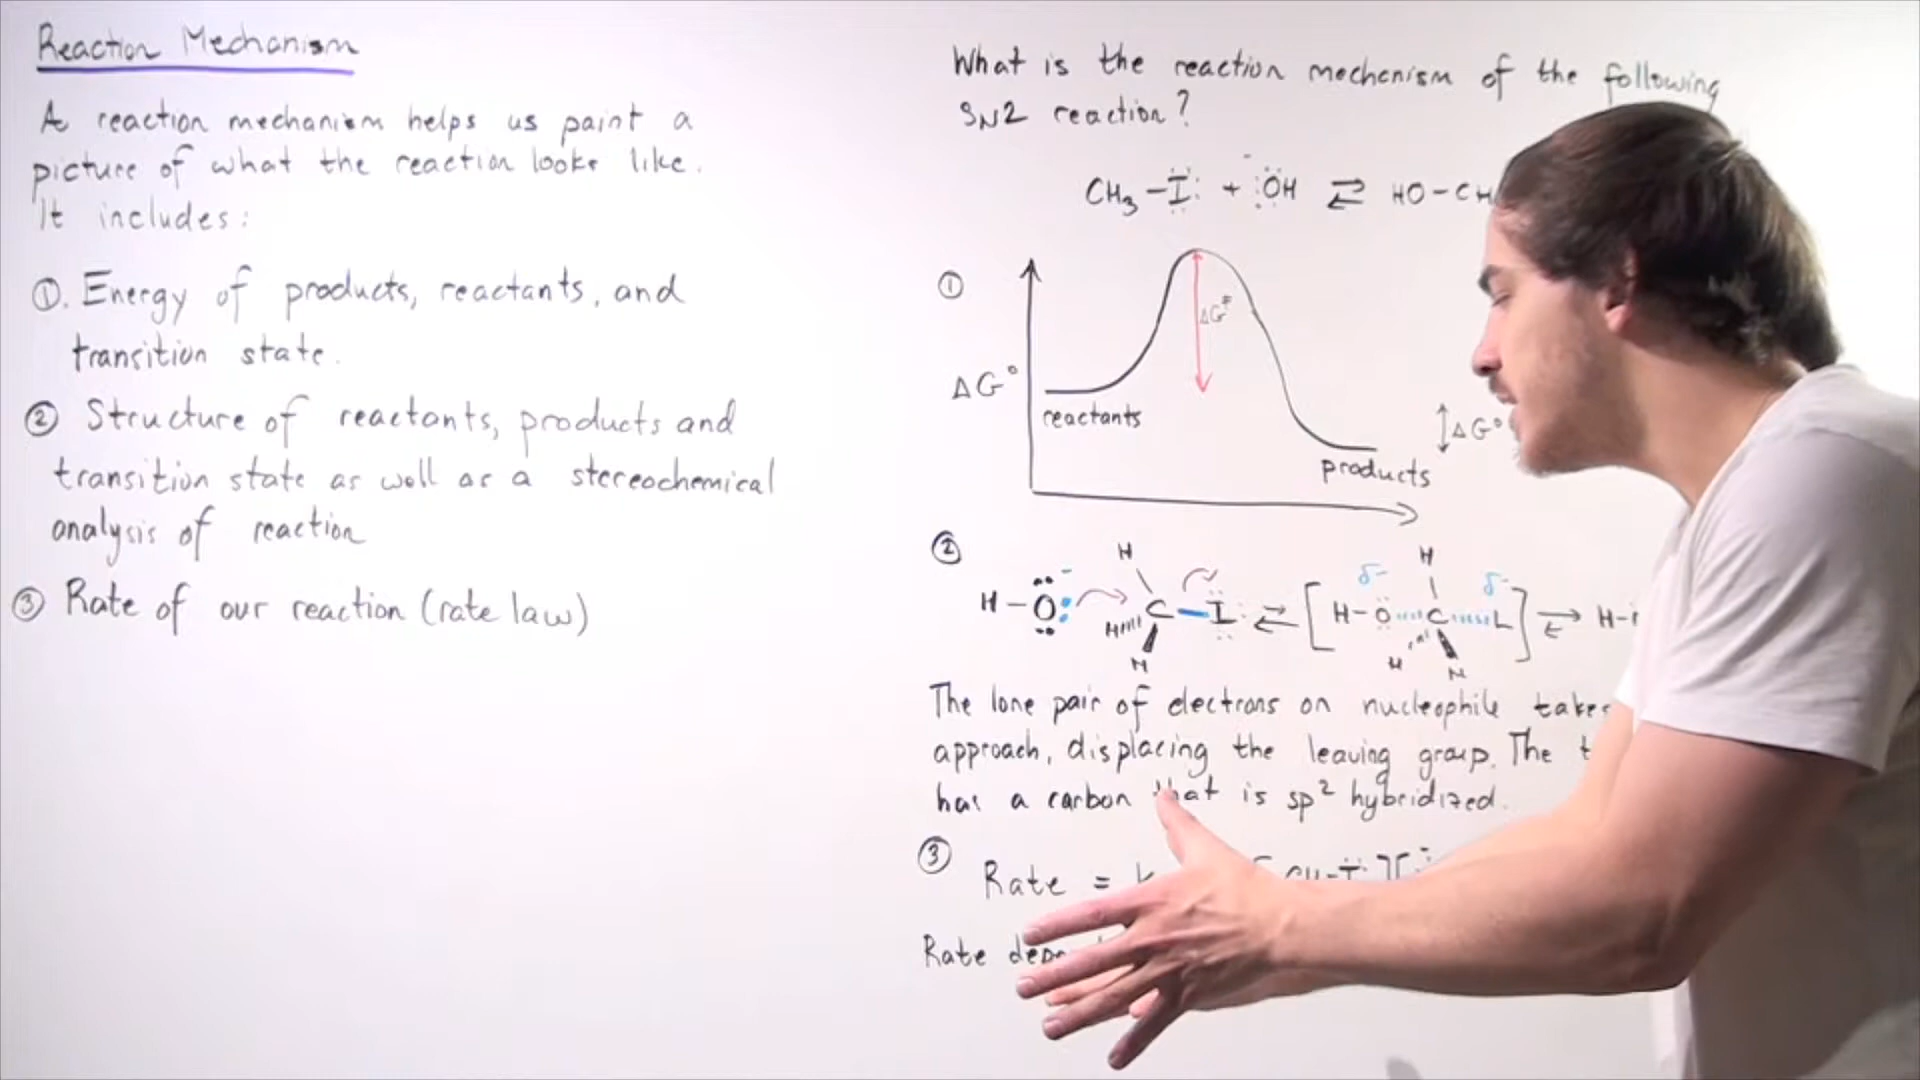 Reaction Mechanism
A reaction mechanism helps us paint a
picture of what the reaction looks like.
It includes:
①. Energy of products, reactants, and
transition state.
② Structure of reactants, products and
transition state as well as a stereochemical
analysis of reaction
③ Rate of our reaction (rate law)
What is the reaction mechanism of the following
SN2 reaction?
CH₃-I + OH ⇌ HO-CH
①
ΔG‡
ΔG°
reactants
ΔG°
products
②
H H
δ- δ-
H-O: C-I ⇌ [H-O C L] ⇌ H-
H H H H
The lone pair of electrons on nucleophile takes
approach, displacing the leaving group. The
has a carbon that is sp² hybridized.
③
Rate = k
Rate